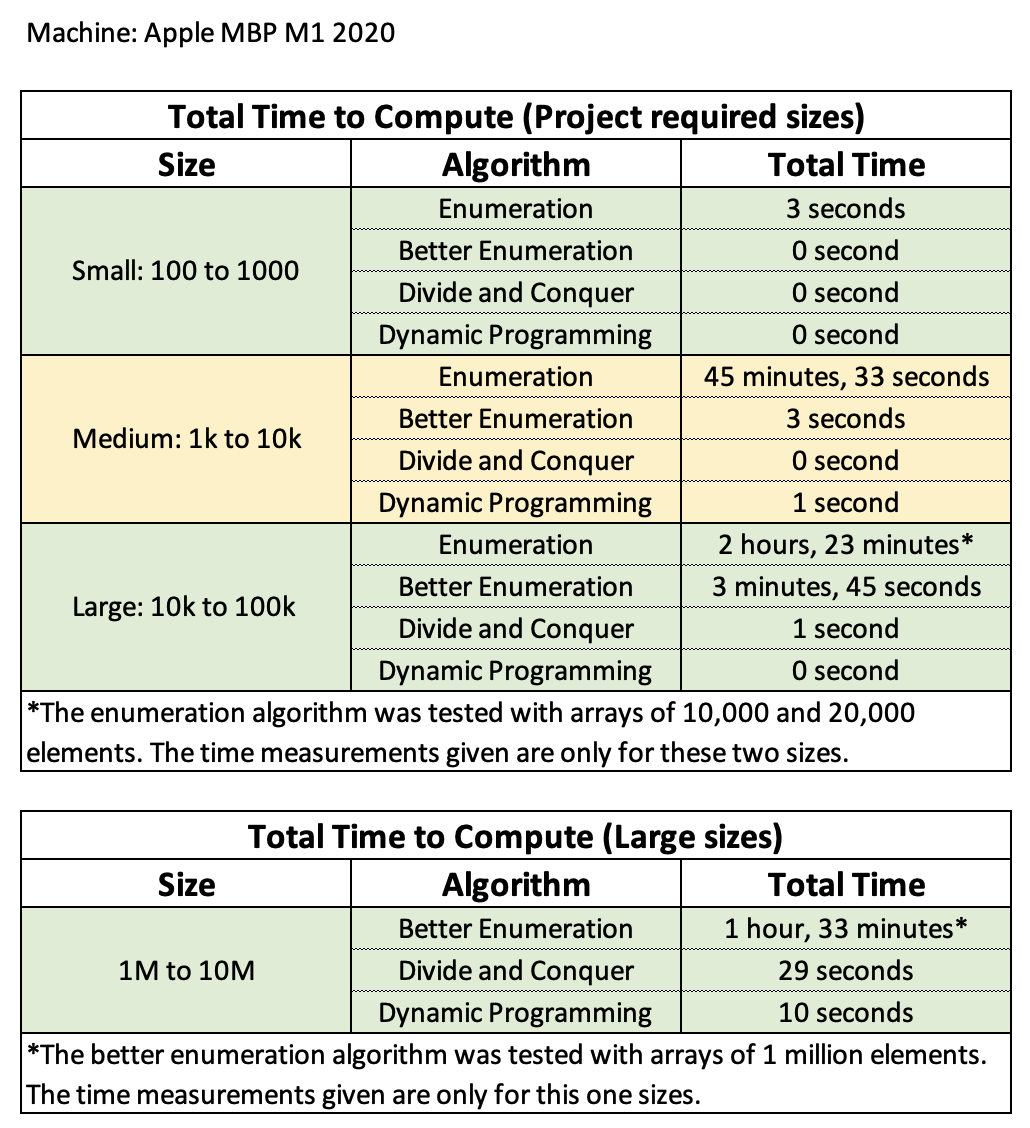 Machine: Apple MBP M1 2020
Total Time to Compute (Project required sizes)
Size Algorithm Total Time
Small: 100 to 1000
Enumeration 3 seconds
Better Enumeration 0 second
Divide and Conquer 0 second
Dynamic Programming 0 second
Medium: 1k to 10k
Enumeration 45 minutes, 33 seconds
Better Enumeration 3 seconds
Divide and Conquer 0 second
Dynamic Programming 1 second
Large: 10k to 100k
Enumeration 2 hours, 23 minutes*
Better Enumeration 3 minutes, 45 seconds
Divide and Conquer 1 second
Dynamic Programming 0 second
*The enumeration algorithm was tested with arrays of 10,000 and 20,000
elements. The time measurements given are only for these two sizes.
Total Time to Compute (Large sizes)
Size Algorithm Total Time
1M to 10M
Better Enumeration 1 hour, 33 minutes*
Divide and Conquer 29 seconds
Dynamic Programming 10 seconds
*The better enumeration algorithm was tested with arrays of 1 million elements.
The time measurements given are only for this one sizes.